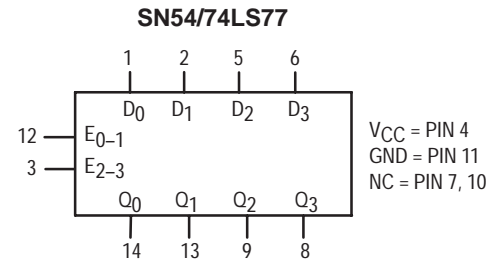 SN54/74LS77
1 2 5 6
D0 D1 D2 D3
12 E0–1
3 E2–3
VCC = PIN 4
GND = PIN 11
NC = PIN 7, 10
Q0 Q1 Q2 Q3
14 13 9 8